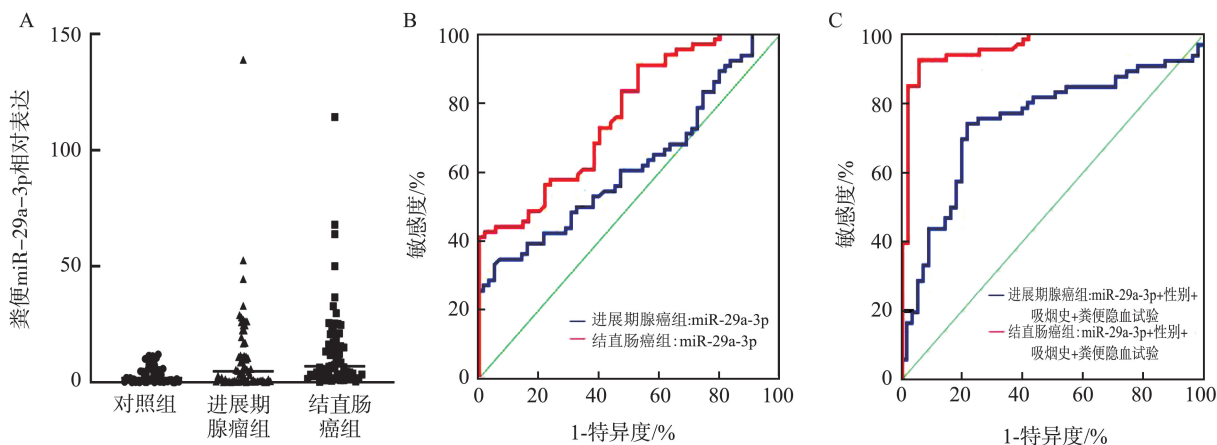 A
粪便miR-29a-3p相对表达
150
100
50
0
对照组
进展期
腺瘤组
结直肠
癌组
B
敏感度/%
100
80
60
40
20
0
0
20
40
60
80
100
1-特异度/%
进展期腺癌组:miR-29a-3p
结直肠癌组:miR-29a-3p
C
敏感度/%
100
80
60
40
20
0
0
20
40
60
80
100
1-特异度/%
进展期腺癌组:miR-29a-3p+性别+
吸烟史+粪便隐血试验
结直肠癌组:miR-29a-3p+性别+
吸烟史+粪便隐血试验